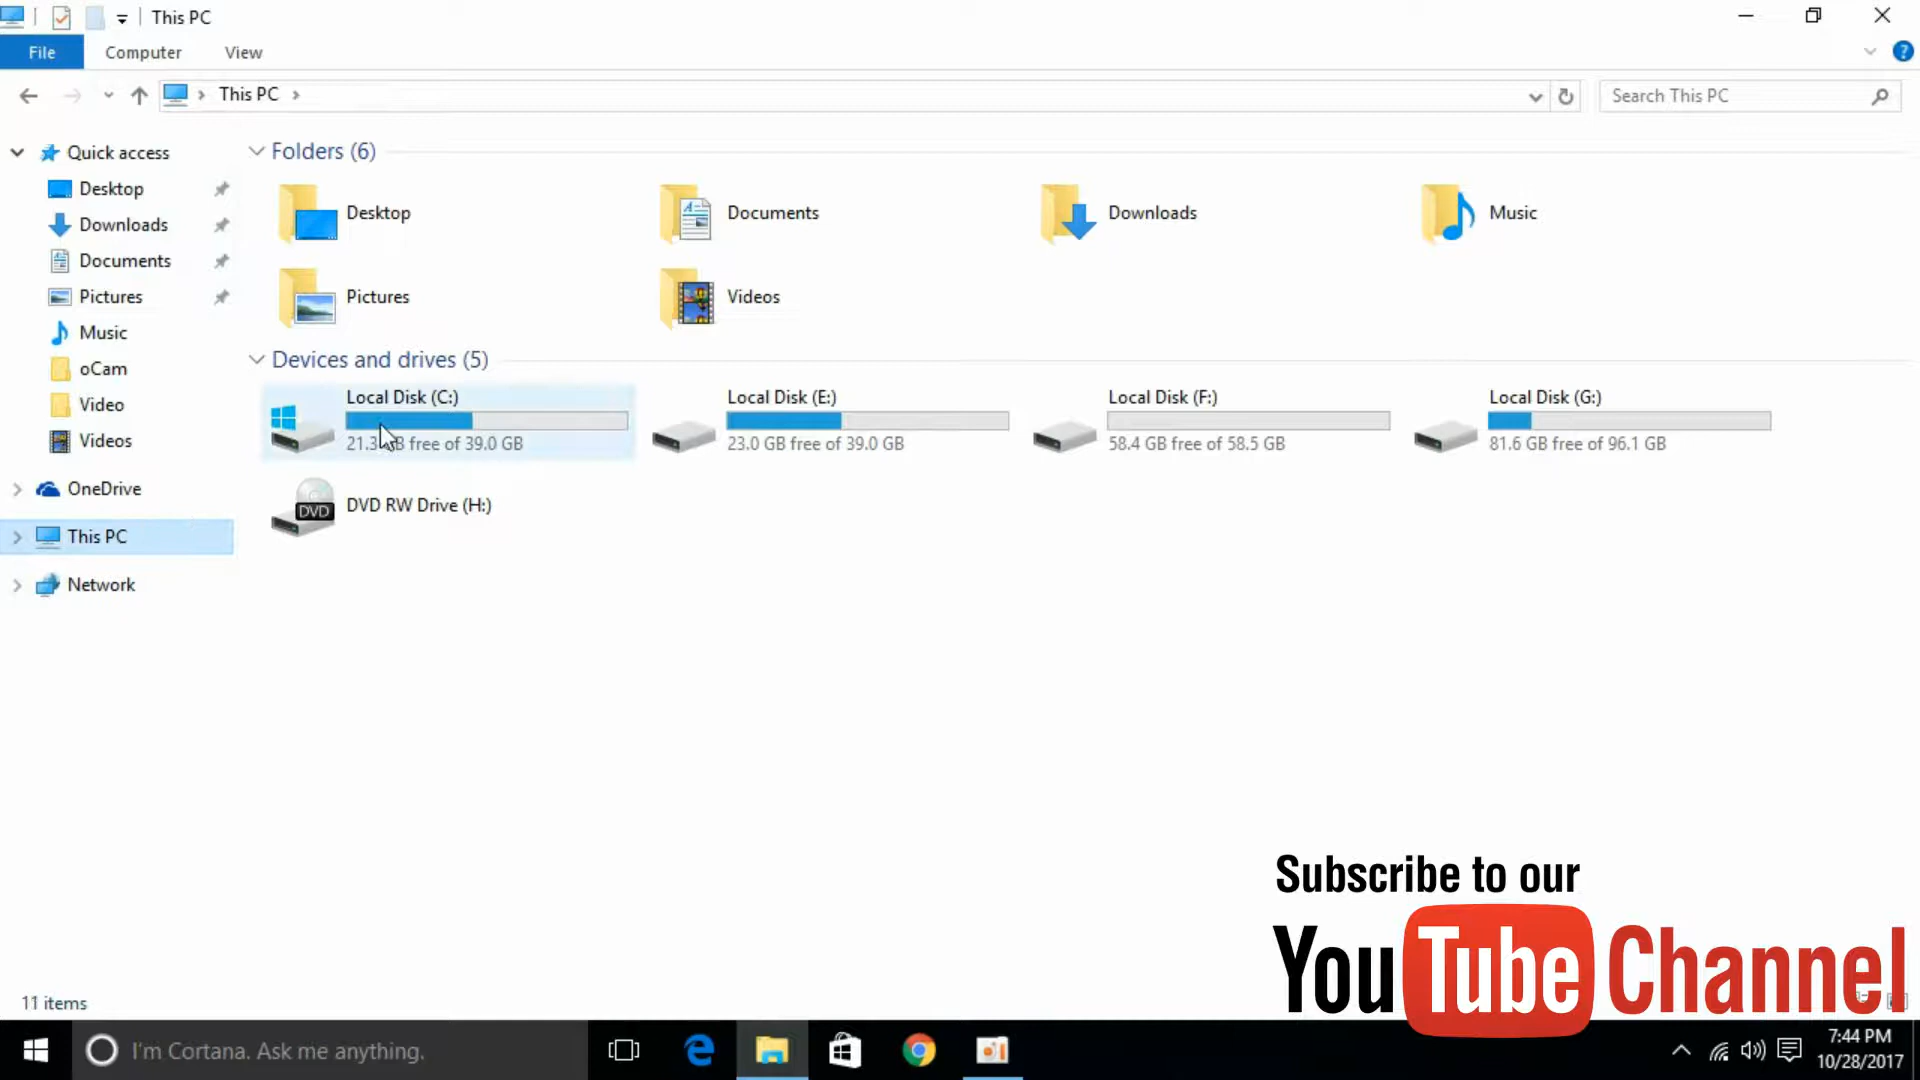 This PC
File Computer View
This PC
Search This PC
Quick access
Desktop
Downloads
Documents
Pictures
Music
oCam
Video
Videos
OneDrive
This PC
Network
Folders (6)
Desktop
Documents
Downloads
Music
Pictures
Videos
Devices and drives (5)
Local Disk (C:)
free of 39.0 GB
Local Disk (E:)
23.0 GB free of 39.0 GB
Local Disk (F:)
58.4 GB free of 58.5 GB
Local Disk (G:)
81.6 GB free of 96.1 GB
DVD
DVD RW Drive (H:)
Subscribe to our
YouTube Channel
11 items
I'm Cortana. Ask me anything.
7:44 PM
10/28/2017